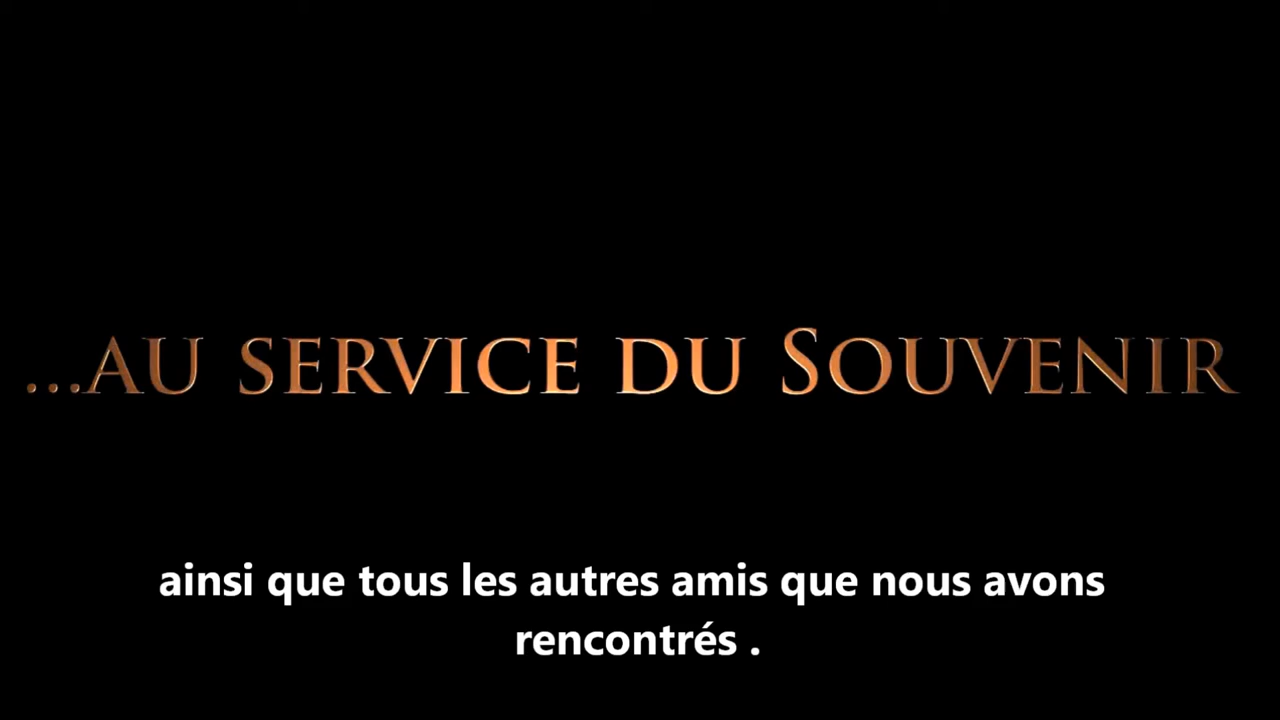 ...AU SERVICE DU SOUVENIR
ainsi que tous les autres amis que nous avons
rencontrés .